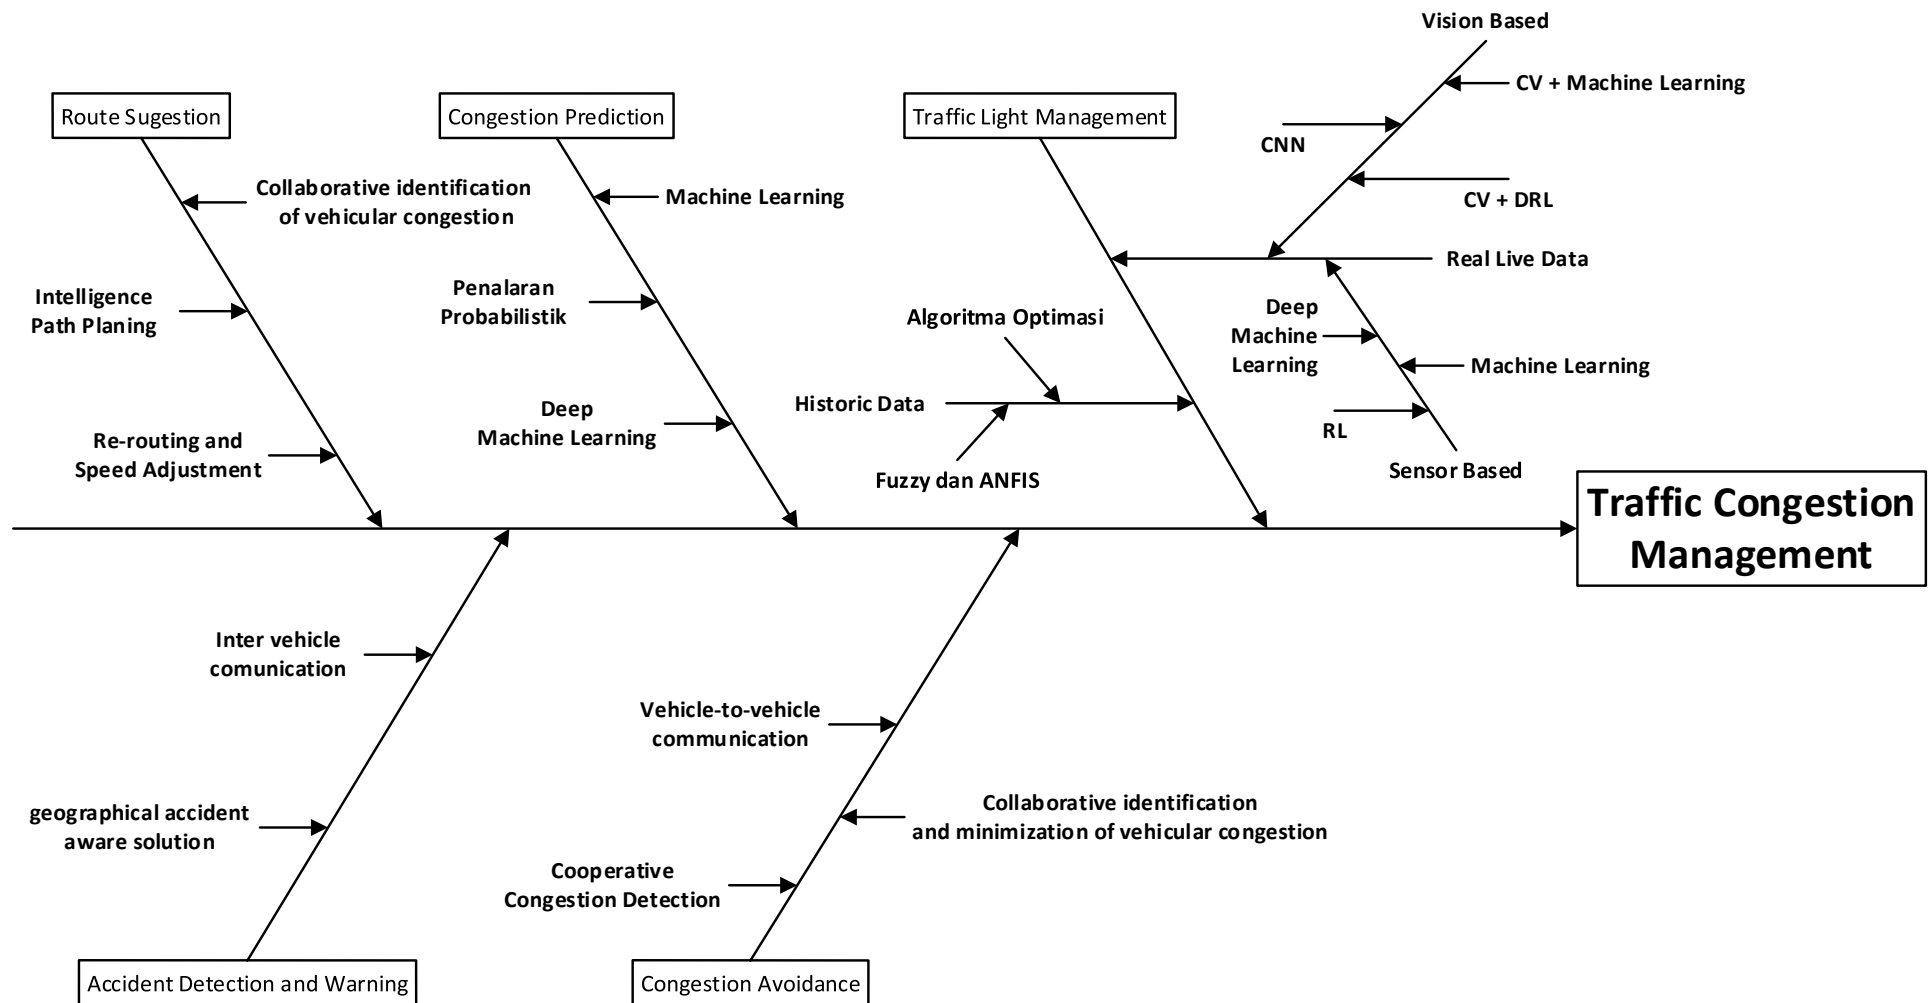 Vision Based
CV + Machine Learning
Route Sugestion
Congestion Prediction
Traffic Light Management
CNN
Collaborative identification
of vehicular congestion
Machine Learning
CV + DRL
Real Live Data
Intelligence
Path Planing
Penalaran
Probabilistik
Algoritma Optimasi
Deep
Machine
Learning
Machine Learning
Historic Data
Deep
Machine Learning
RL
Re-routing and
Speed Adjustment
Fuzzy dan ANFIS
Sensor Based
Traffic Congestion
Management
Inter vehicle
comunication
Vehicle-to-vehicle
communication
geographical accident
aware solution
Collaborative identification
and minimization of vehicular congestion
Cooperative
Congestion Detection
Accident Detection and Warning
Congestion Avoidance